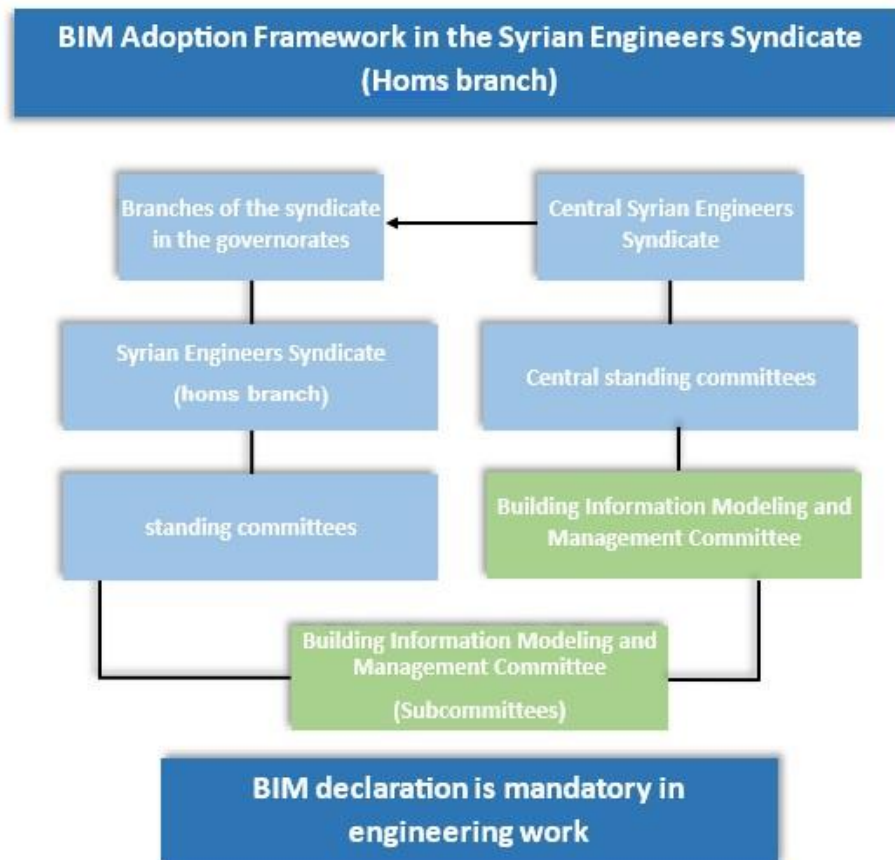 BIM Adoption Framework in the Syrian Engineers Syndicate
(Homs branch)
Branches of the syndicate
in the governorates
Central Syrian Engineers
Syndicate
Syrian Engineers Syndicate
(homs branch)
Central standing committees
standing committees
Building Information Modeling and
Management Committee
Building Information Modeling and
Management Committee
(Subcommittees)
BIM declaration is mandatory in
engineering work